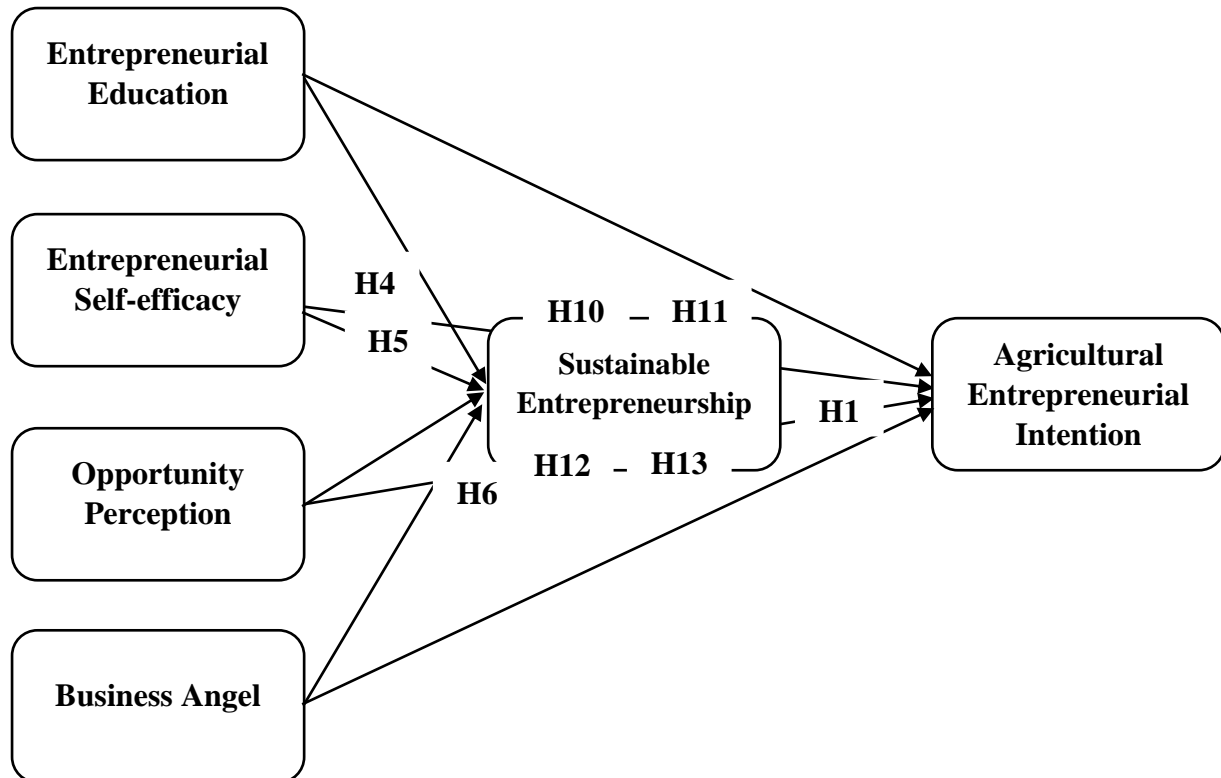 Entrepreneurial
Education
Entrepreneurial
Self-efficacy
H4
H5
H10 – H11
Sustainable
Entrepreneurship
H12 – H13
H1
Agricultural
Entrepreneurial
Intention
Opportunity
Perception
H6
Business Angel